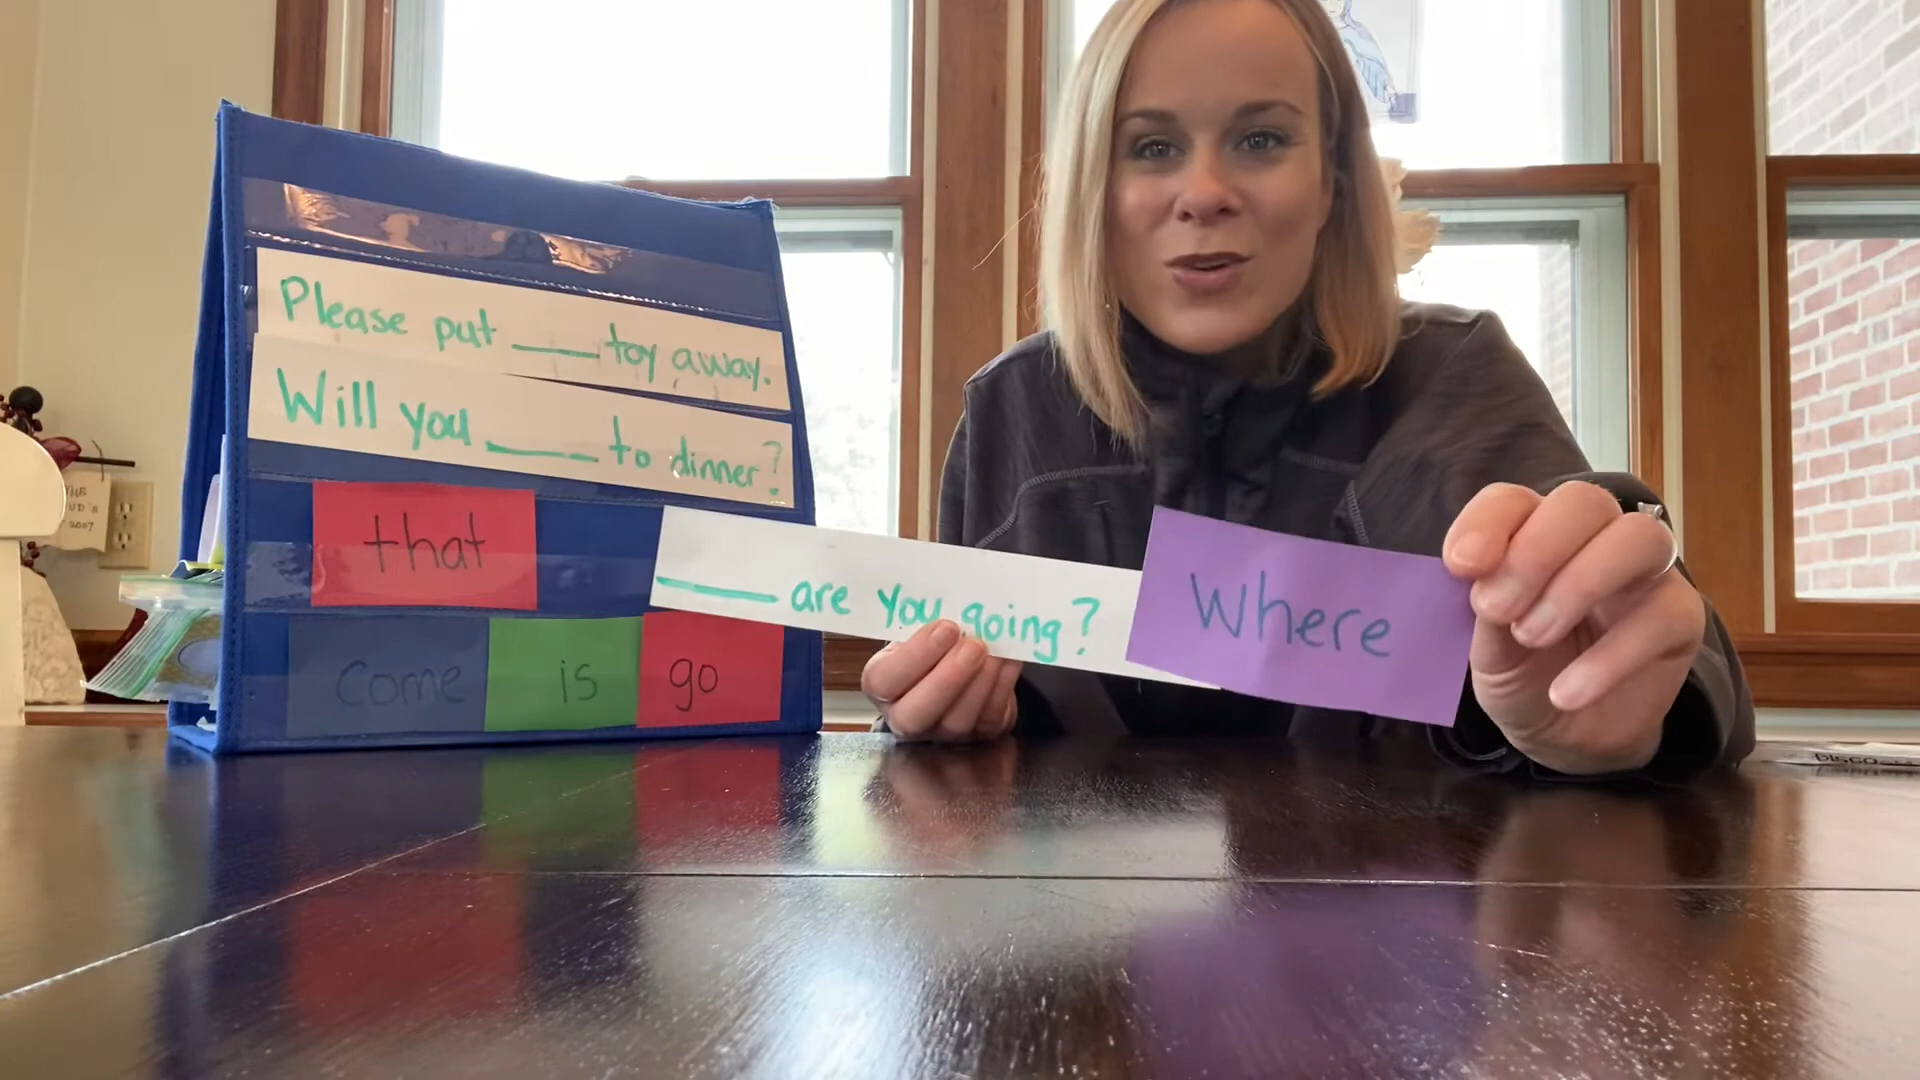 Please put ___ toy away.
Will you ___ to dinner?
that
come is go
___ are you going?
Where
2007